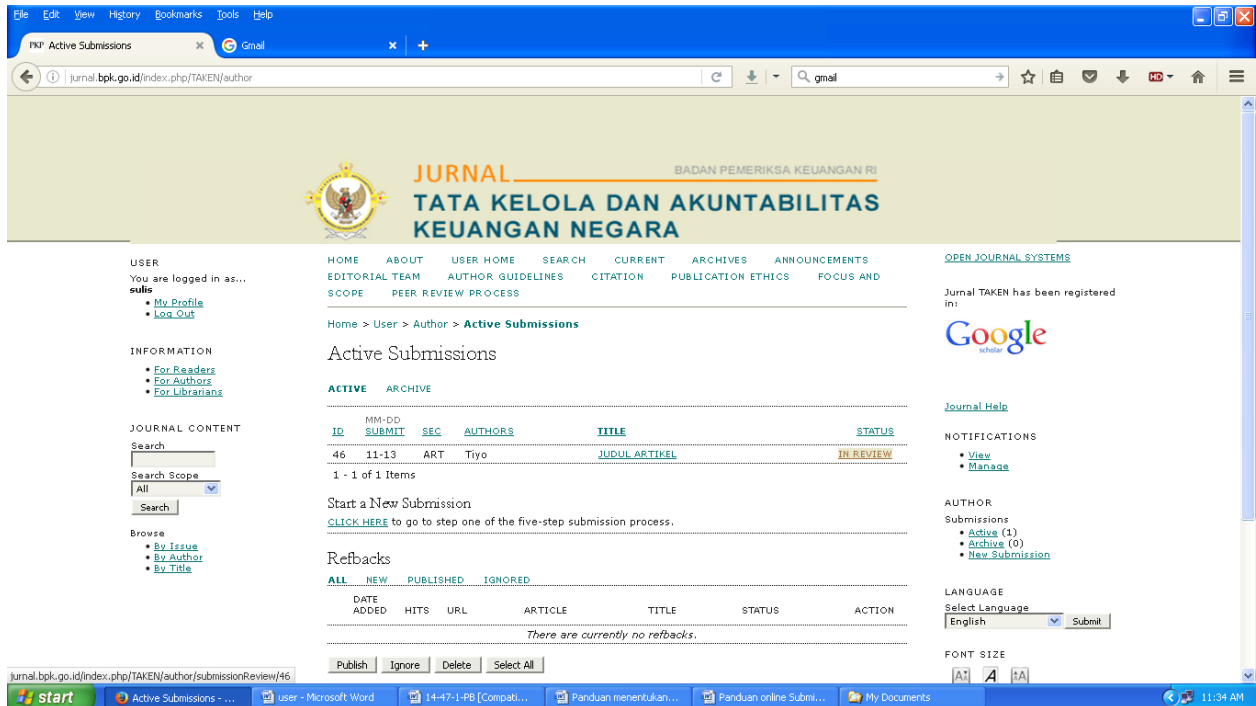 File Edit View History Bookmarks Tools Help
PKP Active Submissions
Gmail
jurnal.bpk.go.id/index.php/TAKEN/author
gmail
HD
JURNAL
BADAN PEMERIKSA KEUANGAN RI
TATA KELOLA DAN AKUNTABILITAS
KEUANGAN NEGARA
USER
You are logged in as...
sulis
My Profile
Log Out
INFORMATION
For Readers
For Authors
For Librarians
JOURNAL CONTENT
Search
Search Scope
All
Search
Browse
By Issue
By Author
By Title
HOME ABOUT USER HOME SEARCH CURRENT ARCHIVES ANNOUNCEMENTS
EDITORIAL TEAM AUTHOR GUIDELINES CITATION PUBLICATION ETHICS FOCUS AND
SCOPE PEER REVIEW PROCESS
Home > User > Author > Active Submissions
Active Submissions
ACTIVE ARCHIVE
MM-DD
ID SUBMIT SEC AUTHORS TITLE STATUS
46 11-13 ART Tiyo JUDUL ARTIKEL IN REVIEW
1 - 1 of 1 Items
Start a New Submission
CLICK HERE to go to step one of the five-step submission process.
Refbacks
ALL NEW PUBLISHED IGNORED
DATE
ADDED HITS URL ARTICLE TITLE STATUS ACTION
There are currently no refbacks.
Publish Ignore Delete Select All
OPEN JOURNAL SYSTEMS
Jurnal TAKEN has been registered
in:
Google
scholar
Journal Help
NOTIFICATIONS
View
Manage
AUTHOR
Submissions
Active (1)
Archive (0)
New Submission
LANGUAGE
Select Language
English Submit
FONT SIZE
A A A
jurnal.bpk.go.id/index.php/TAKEN/author/submissionReview/46
start Active Submissions - ... user - Microsoft Word 14-47-1-PB [Compati... Panduan menentukan... Panduan online Submi... My Documents 11:34 AM